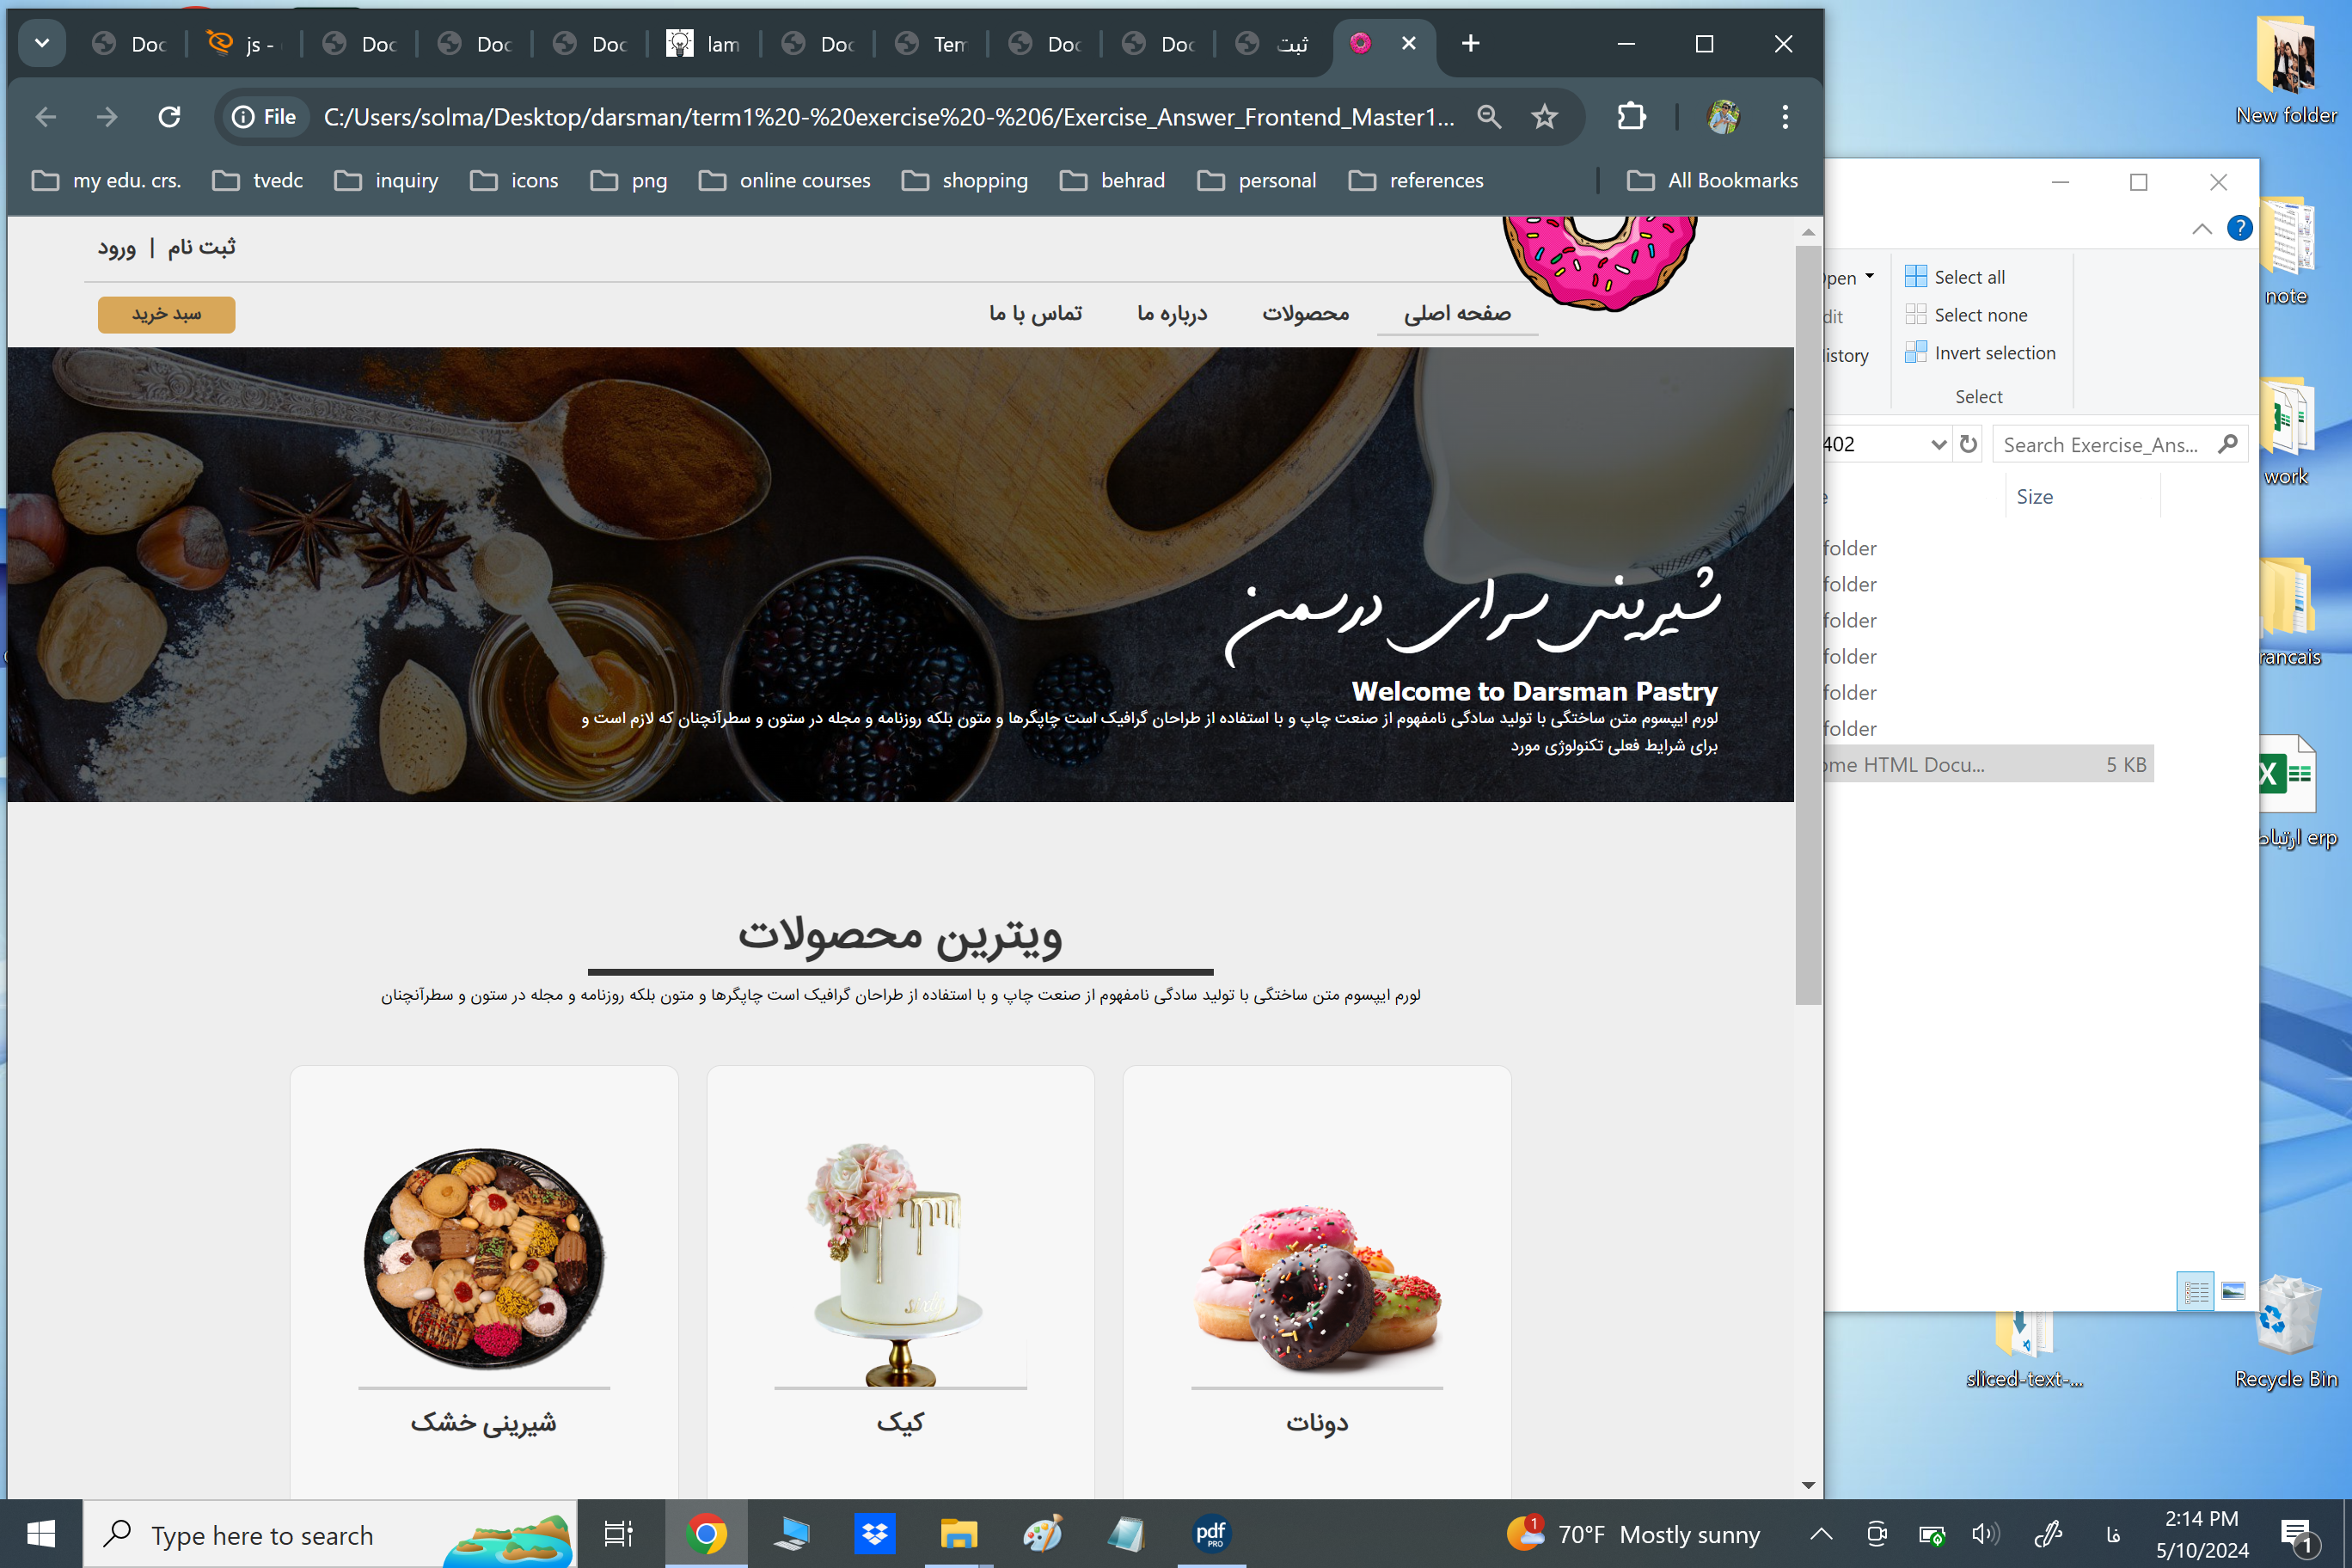 Doc
js -
Doc
Doc
Doc
lam
Doc
Tem
Doc
Doc
ثبت
File
C:/Users/solma/Desktop/darsman/term1%20-%20exercise%20-%206/Exercise_Answer_Frontend_Master1...
my edu. crs.
tvedc
inquiry
icons
png
online courses
shopping
behrad
personal
references
All Bookmarks
ثبت نام | ورود
صفحه اصلی
محصولات
درباره ما
تماس با ما
سبد خرید
شیرینی سرای درسمن
Welcome to Darsman Pastry
لورم ایپسوم متن ساختگی با تولید سادگی نامفهوم از صنعت چاپ و با استفاده از طراحان گرافیک است چاپگرها و متون بلکه روزنامه و مجله در ستون و سطرآنچنان که لازم است و
برای شرایط فعلی تکنولوژی مورد
ویترین محصولات
لورم ایپسوم متن ساختگی با تولید سادگی نامفهوم از صنعت چاپ و با استفاده از طراحان گرافیک است چاپگرها و متون بلکه روزنامه و مجله در ستون و سطرآنچنان
دونات
کیک
شیرینی خشک
pen
dit
istory
Select all
Select none
Invert selection
Select
402
Search Exercise_Ans...
e
Size
folder
folder
folder
folder
folder
folder
ome HTML Docu...
5 KB
New folder
note
work
rancais
ارتباط erp
sliced-text-...
Recycle Bin
Type here to search
pdf
PRO
1
70°F Mostly sunny
فا
2:14 PM
5/10/2024
1